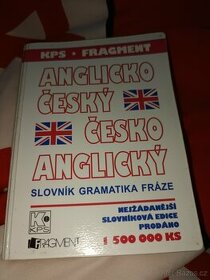 KPS • FRAGMENT
ANGLICKO
ČESKÝ
ČESKO
ANGLICKÝ
SLOVNÍK GRAMATIKA FRÁZE
NEJŽÁDANĚJŠÍ
SLOVNÍKOVÁ EDICE
PRODÁNO
1 500 000 KS
FRAGMENT